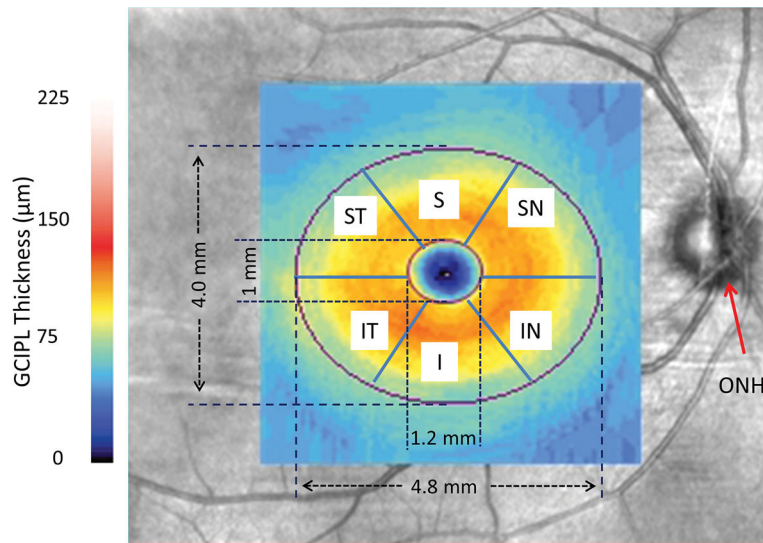 225
150
75
0
GCIPL Thickness (µm)
4.0 mm
1 mm
ST
S
SN
IT
I
IN
1.2 mm
4.8 mm
ONH